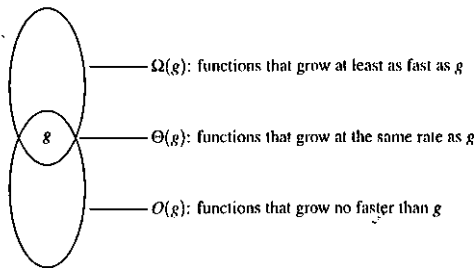 Ω(g): functions that grow at least as fast as g
g
Θ(g): functions that grow at the same rate as g
O(g): functions that grow no faster than g